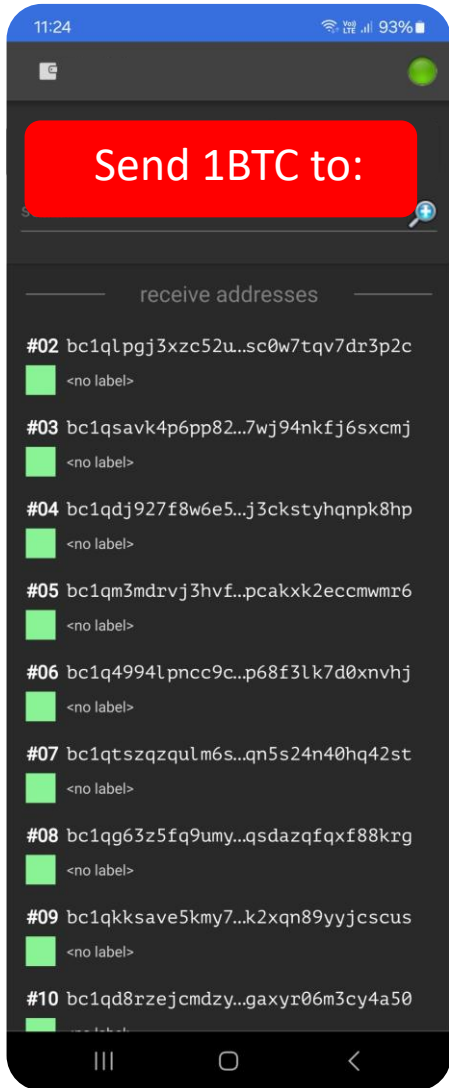 11:24
Vo)) LTE 93%
Send 1BTC to:
receive addresses
#02 bc1qlpgj3xzc52u...sc0w7tqv7dr3p2c
<no label>
#03 bc1qsavk4p6pp82...7wj94nkfj6sxcmj
<no label>
#04 bc1qdj927f8w6e5...j3ckstyhqnpk8hp
<no label>
#05 bc1qm3mdrvj3hvf...pcakxk2eccmwmr6
<no label>
#06 bc1q4994lpncc9c...p68f3lk7d0xnvhj
<no label>
#07 bc1qtszqzqulm6s...qn5s24n40hq42st
<no label>
#08 bc1qg63z5fq9umy...qsdazqfqxf88krg
<no label>
#09 bc1qkksave5kmy7...k2xqn89yyjcscus
<no label>
#10 bc1qd8rzejcmdzy...gaxyr06m3cy4a50